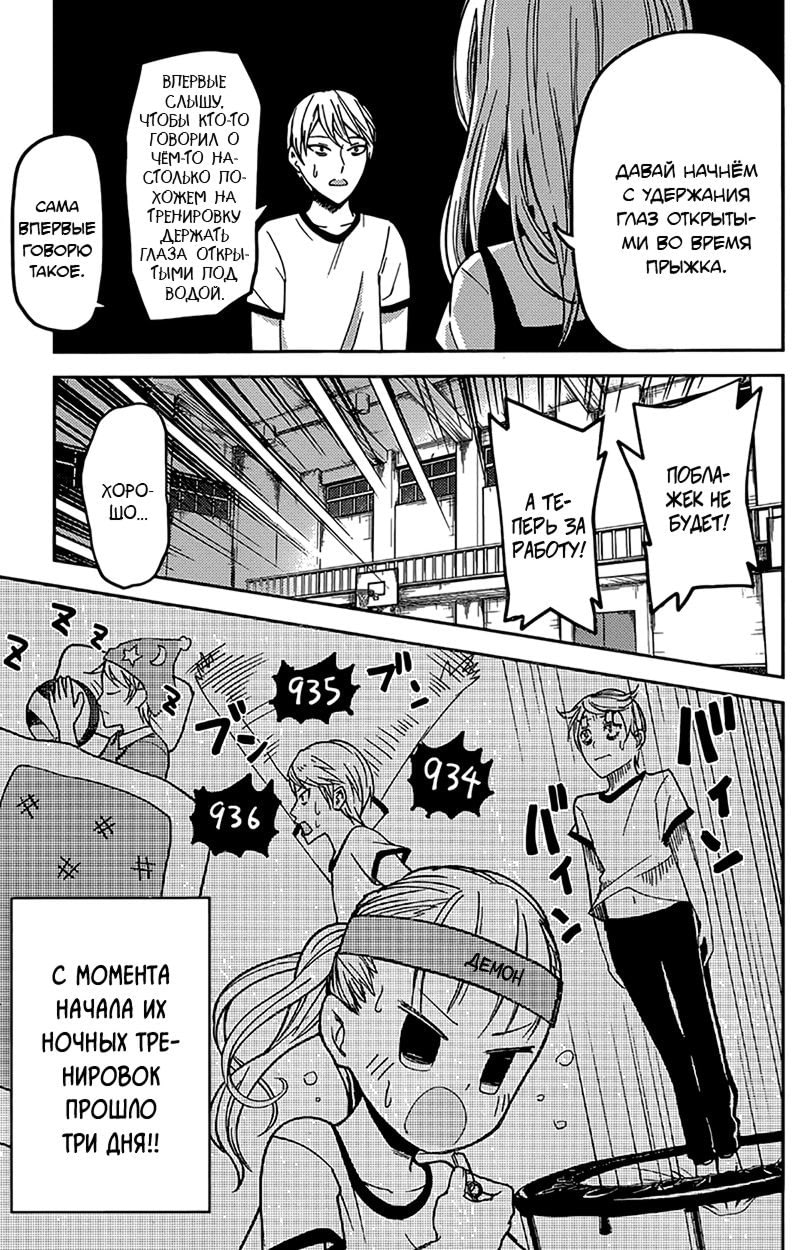 ДАВАЙ НАЧНЁМ
С УДЕРЖАНИЯ
ГЛАЗ ОТКРЫТЫ-
МИ ВО ВРЕМЯ
ПРЫЖКА.
ВПЕРВЫЕ
СЛЫШУ,
ЧТОБЫ КТО-ТО
ГОВОРИЛ О
ЧЁМ-ТО НА-
СТОЛЬКО ПО-
ХОЖЕМ НА
ТРЕНИРОВКУ
ДЕРЖАТЬ
ГЛАЗА ОТКРЫ-
ТЫМИ ПОД
ВОДОЙ.
САМА
ВПЕРВЫЕ
ГОВОРЮ
ТАКОЕ.
ПОБЛА-
ЖЕК НЕ
БУДЕТ!
А ТЕ-
ПЕРЬ ЗА
РАБОТУ!
ХОРО-
ШО...
バイン
934
ブン
935
ブン
936
Z Z Z
ДЕМОН
С МОМЕНТА
НАЧАЛА ИХ
НОЧНЫХ ТРЕ-
НИРОВОК
ПРОШЛО
ТРИ ДНЯ!!